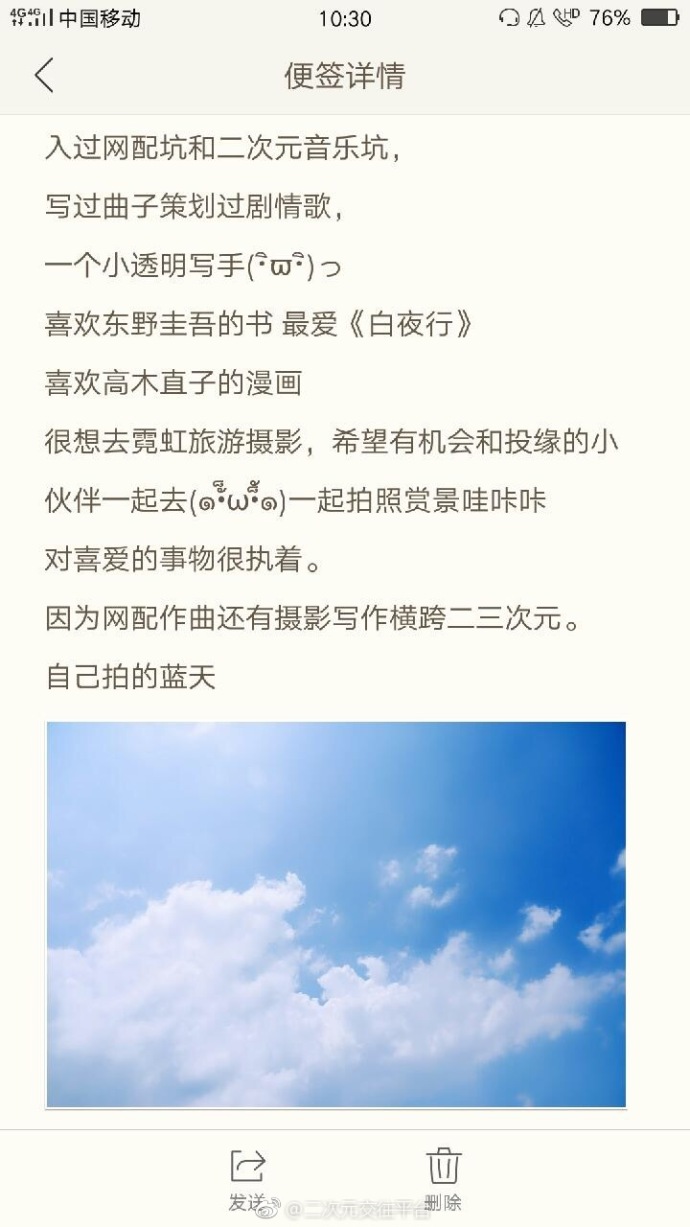 4G 4G 中国移动 10:30 HD 76%
便签详情
入过网配坑和二次元音乐坑，
写过曲子策划过剧情歌，
一个小透明写手(･ิϖ･ิ)っ
喜欢东野圭吾的书 最爱《白夜行》
喜欢高木直子的漫画
很想去霓虹旅游摄影，希望有机会和投缘的小
伙伴一起去(๑•̀ω•́๑)一起拍照赏景哇咔咔
对喜爱的事物很执着。
因为网配作曲还有摄影写作横跨二三次元。
自己拍的蓝天
发送 删除
@二次元交往平台